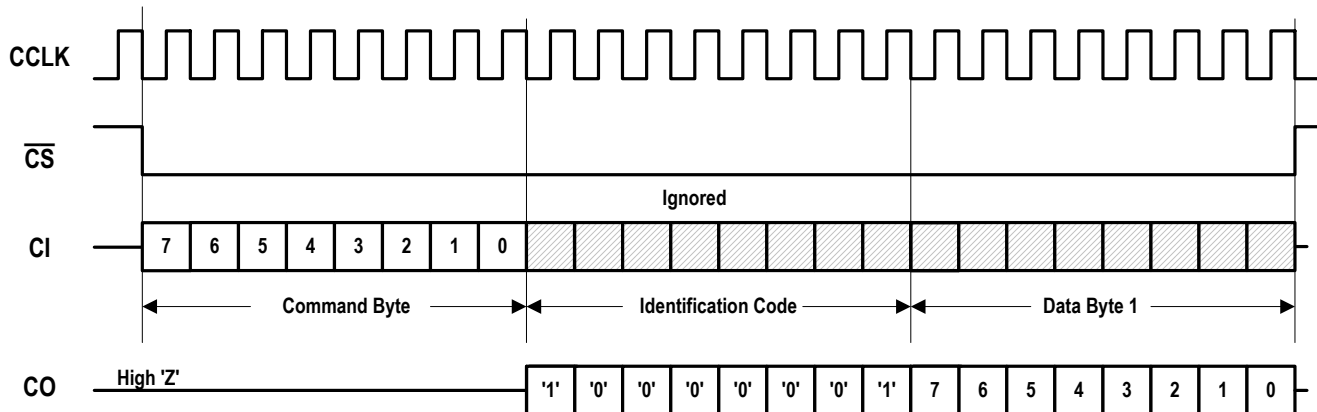 CCLK
CS
Ignored
CI 7 6 5 4 3 2 1 0
Command Byte Identification Code Data Byte 1
High 'Z'
CO '1' '0' '0' '0' '0' '0' '0' '1' 7 6 5 4 3 2 1 0